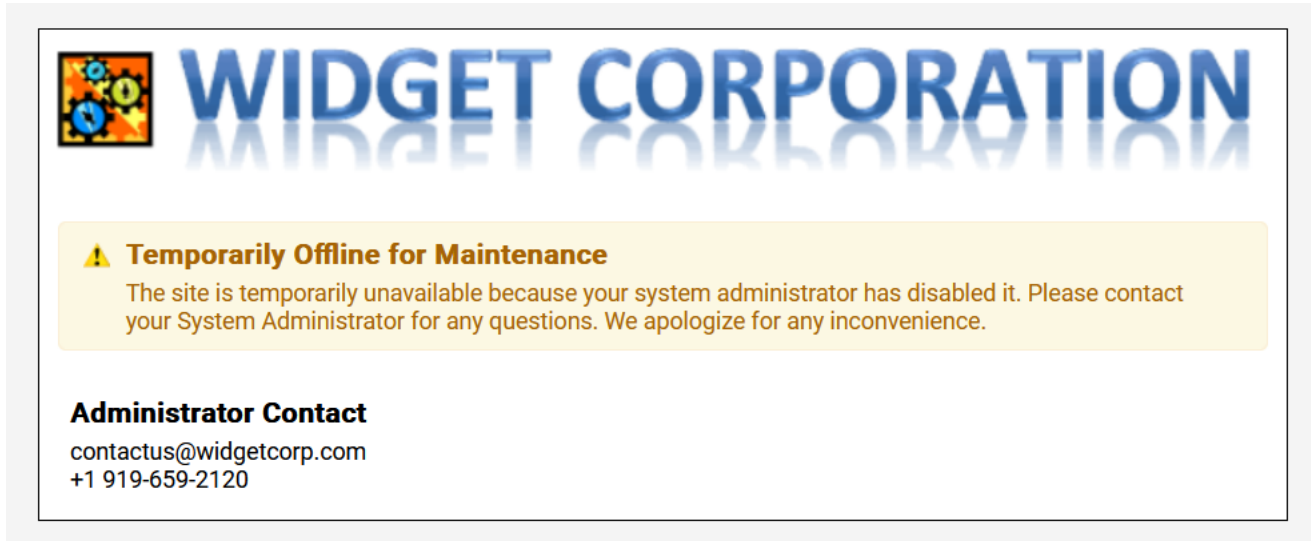 WIDGET CORPORATION
Temporarily Offline for Maintenance
The site is temporarily unavailable because your system administrator has disabled it. Please contact
your System Administrator for any questions. We apologize for any inconvenience.
Administrator Contact
contactus@widgetcorp.com
+1 919-659-2120